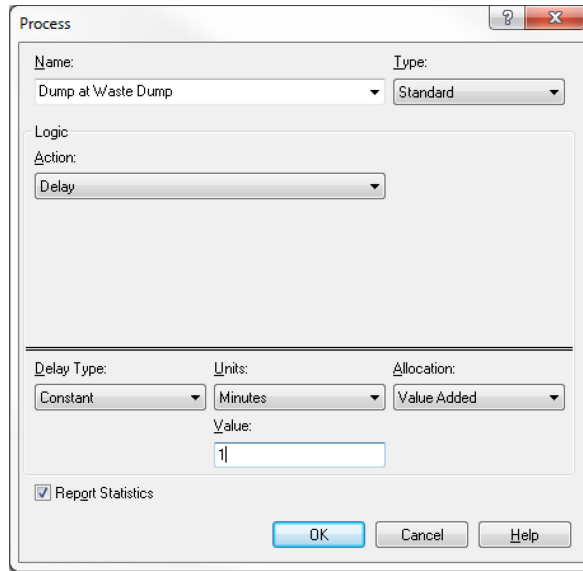 Process
Name: Type:
Dump at Waste Dump Standard
Logic
Action:
Delay
Delay Type: Units: Allocation:
Constant Minutes Value Added
Value:
1
Report Statistics
OK Cancel Help